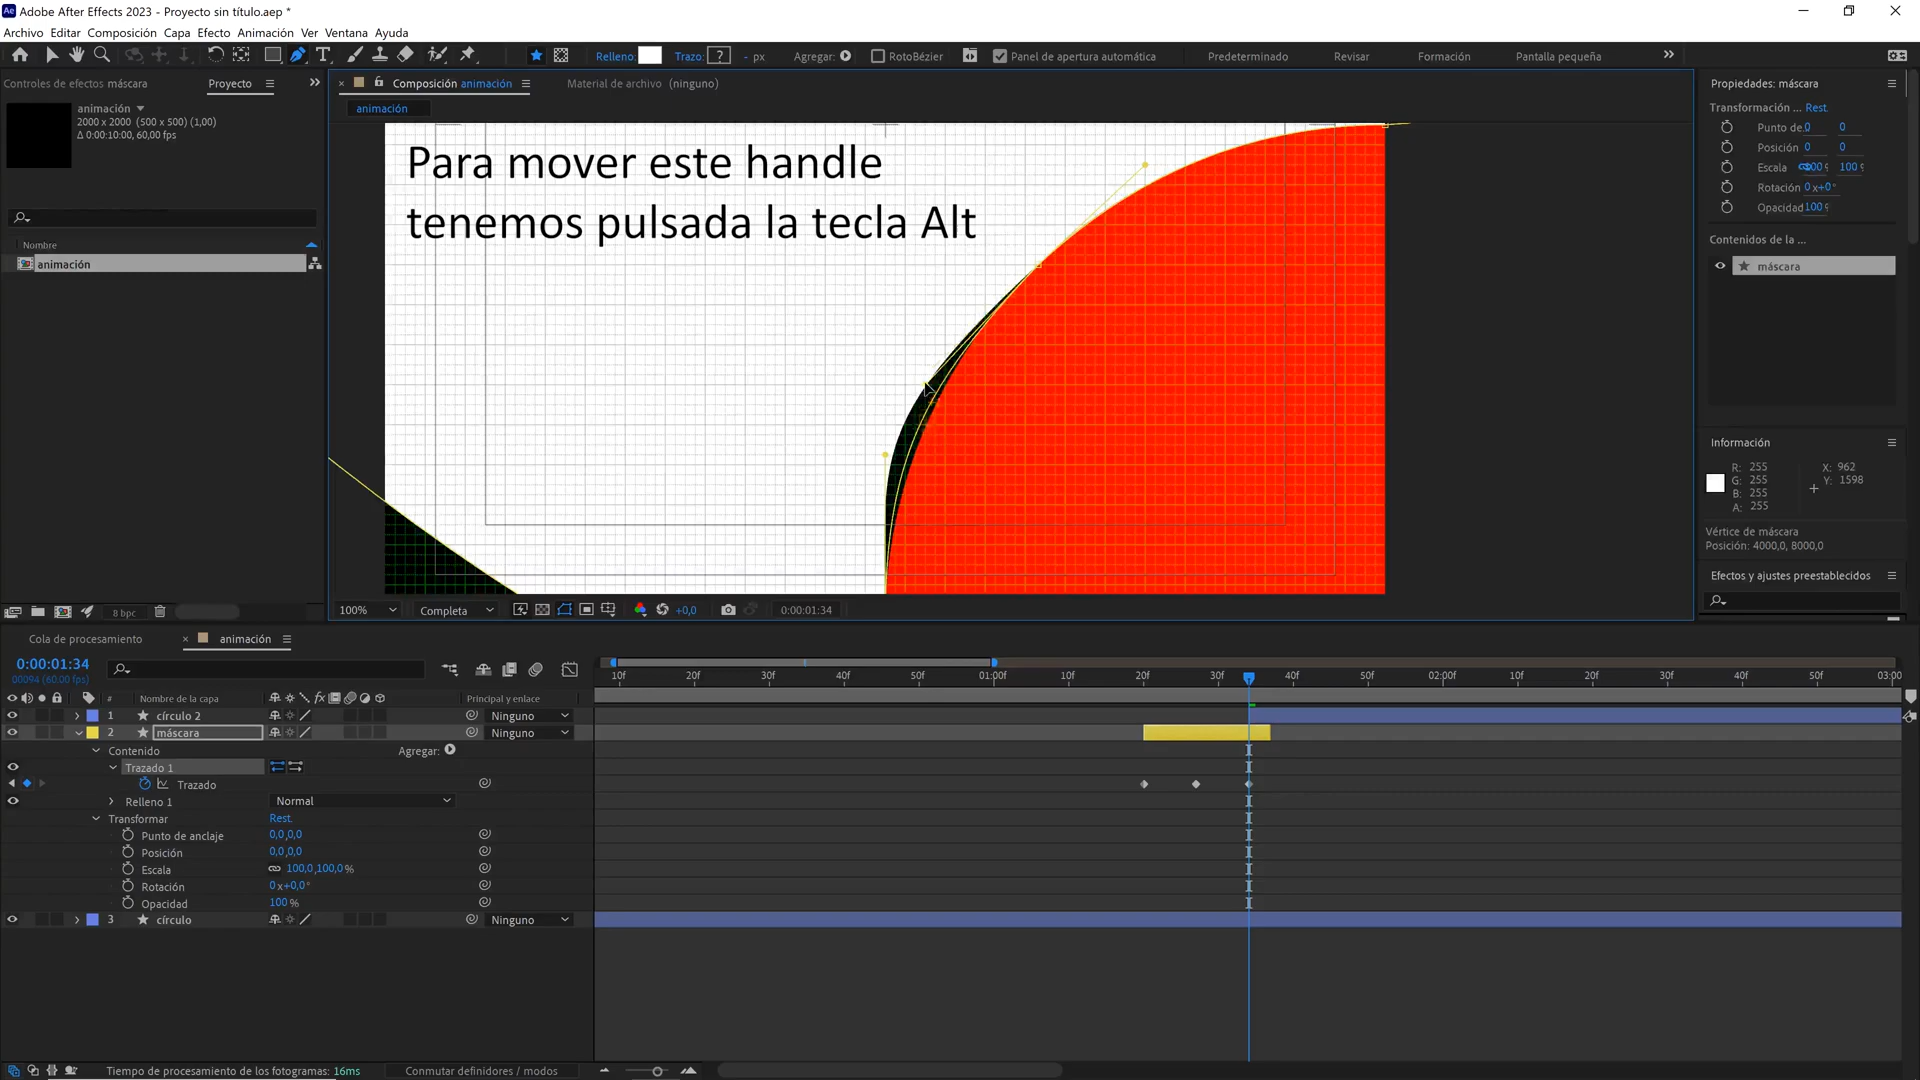 Adobe After Effects 2023 - Proyecto sin título.aep *
Archivo Editar Composición Capa Efecto Animación Ver Ventana Ayuda
Relleno: Trazo: ? - px Agregar: RotoBézier Panel de apertura automática Predeterminado Revisar Formación Pantalla pequeña
Controles de efectos máscara Proyecto
Composición animación Material de archivo (ninguno)
Propiedades: máscara
animación
2000 x 2000 (500 x 500) (1,00)
Δ 0:00:10:00, 60,00 fps
animación
Para mover este handle
tenemos pulsada la tecla Alt
Nombre
animación
Transformación ... Rest.
Punto de 0 0
Posición 0 0
Escala 100 % 100 %
Rotación 0 x+0°
Opacidad 100 %
Contenidos de la ...
máscara
Información
R: 255 X: 962
G: 255 Y: 1598
B: 255
A: 255
Vértice de máscara
Posición: 4000,0, 8000,0
Efectos y ajustes preestablecidos
8 bpc
100% Completa +0,0 0:00:01:34
Cola de procesamiento animación
0:00:01:34
00094 (60.00 fps)
10f 20f 30f 40f 50f 01:00f 10f 20f 30f 40f 50f 02:00f 10f 20f 30f 40f 50f 03:00
# Nombre de la capa fx Principal y enlace
1 círculo 2 Ninguno
2 máscara Ninguno
Contenido Agregar:
Trazado 1
Trazado
Relleno 1 Normal
Transformar Rest.
Punto de anclaje 0,0,0,0
Posición 0,0,0,0
Escala 100,0,100,0 %
Rotación 0 x+0,0°
Opacidad 100 %
3 círculo Ninguno
Tiempo de procesamiento de los fotogramas: 16ms Conmutar definidores / modos